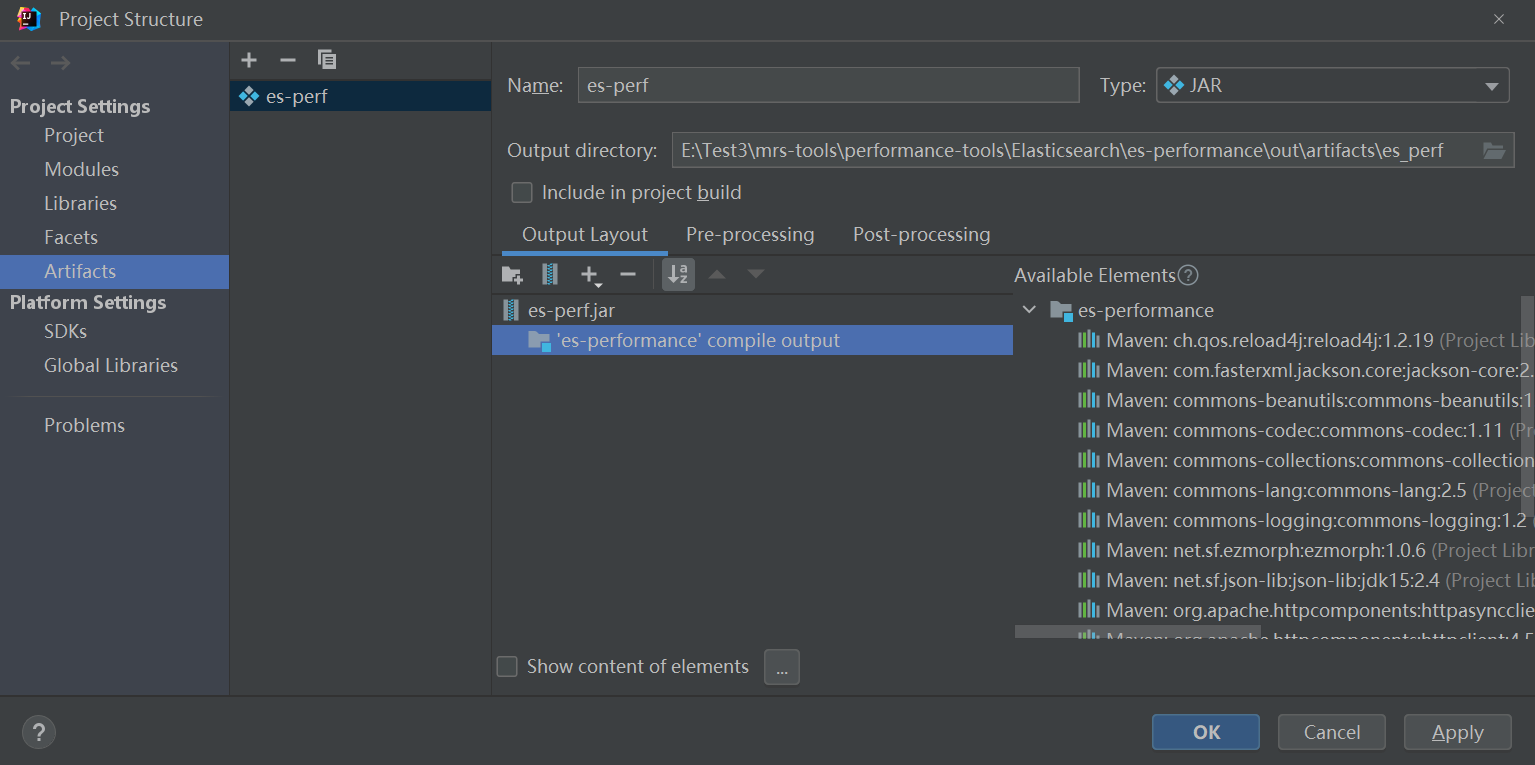 Project Structure
Project Settings
Project
Modules
Libraries
Facets
Artifacts
Platform Settings
SDKs
Global Libraries
Problems
es-perf
Name: es-perf Type: JAR
Output directory: E:\Test3\mrs-tools\performance-tools\Elasticsearch\es-performance\out\artifacts\es_perf
Include in project build
Output Layout Pre-processing Post-processing
es-perf.jar
'es-performance' compile output
Available Elements ?
es-performance
Maven: ch.qos.reload4j:reload4j:1.2.19 (Project Lib
Maven: com.fasterxml.jackson.core:jackson-core:2.
Maven: commons-beanutils:commons-beanutils:1
Maven: commons-codec:commons-codec:1.11 (Pr
Maven: commons-collections:commons-collection
Maven: commons-lang:commons-lang:2.5 (Project
Maven: commons-logging:commons-logging:1.2
Maven: net.sf.ezmorph:ezmorph:1.0.6 (Project Libr
Maven: net.sf.json-lib:json-lib:jdk15:2.4 (Project Lib
Maven: org.apache.httpcomponents:httpasyncclie
Show content of elements ...
? OK Cancel Apply